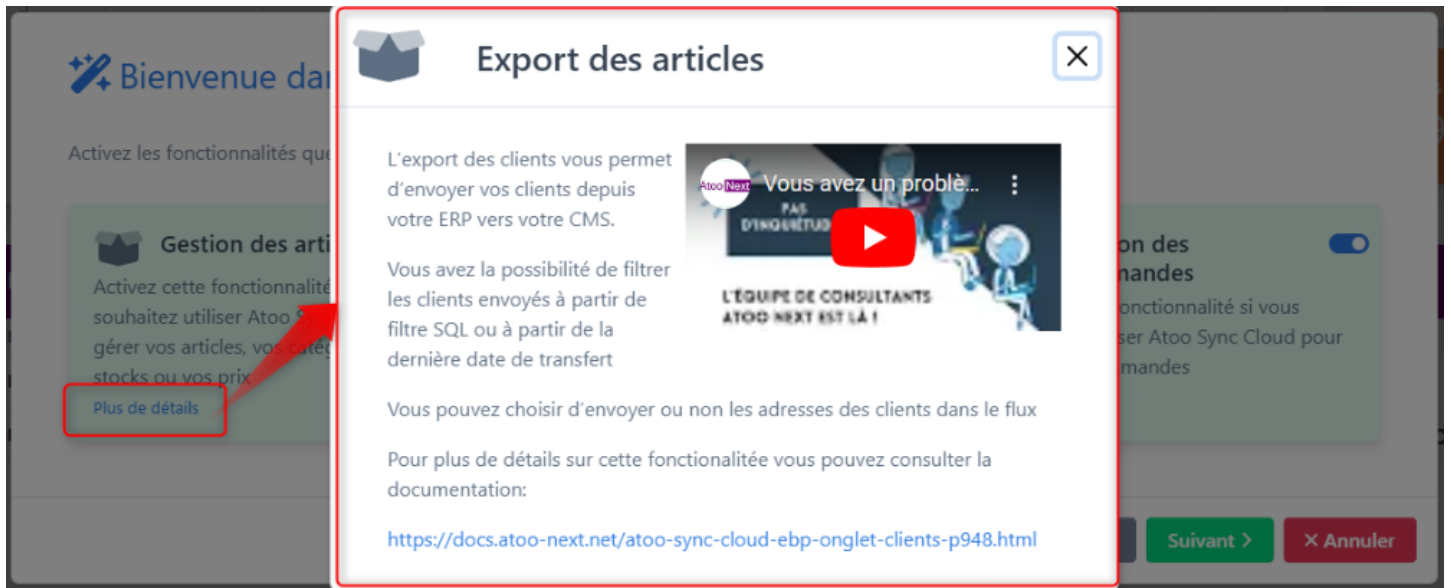 Bienvenue dan
Activez les fonctionnalités que
Gestion des arti
Activez cette fonctionnalité
souhaitez utiliser Atoo S
gérer vos articles, vos catég
stocks ou vos prix
Plus de détails
Export des articles
L'export des clients vous permet
d'envoyer vos clients depuis
votre ERP vers votre CMS.
Vous avez la possibilité de filtrer
les clients envoyés à partir de
filtre SQL ou à partir de la
dernière date de transfert
Atoo Next
Vous avez un problè...
PAS
D'INQUIÉTUD
L'ÉQUIPE DE CONSULTANTS
ATOO NEXT EST LÀ !
Vous pouvez choisir d'envoyer ou non les adresses des clients dans le flux
Pour plus de détails sur cette fonctionalitée vous pouvez consulter la
documentation:
https://docs.atoo-next.net/atoo-sync-cloud-ebp-onglet-clients-p948.html
on des
mandes
onctionnalité si vous
ser Atoo Sync Cloud pour
mandes
Suivant >
× Annuler